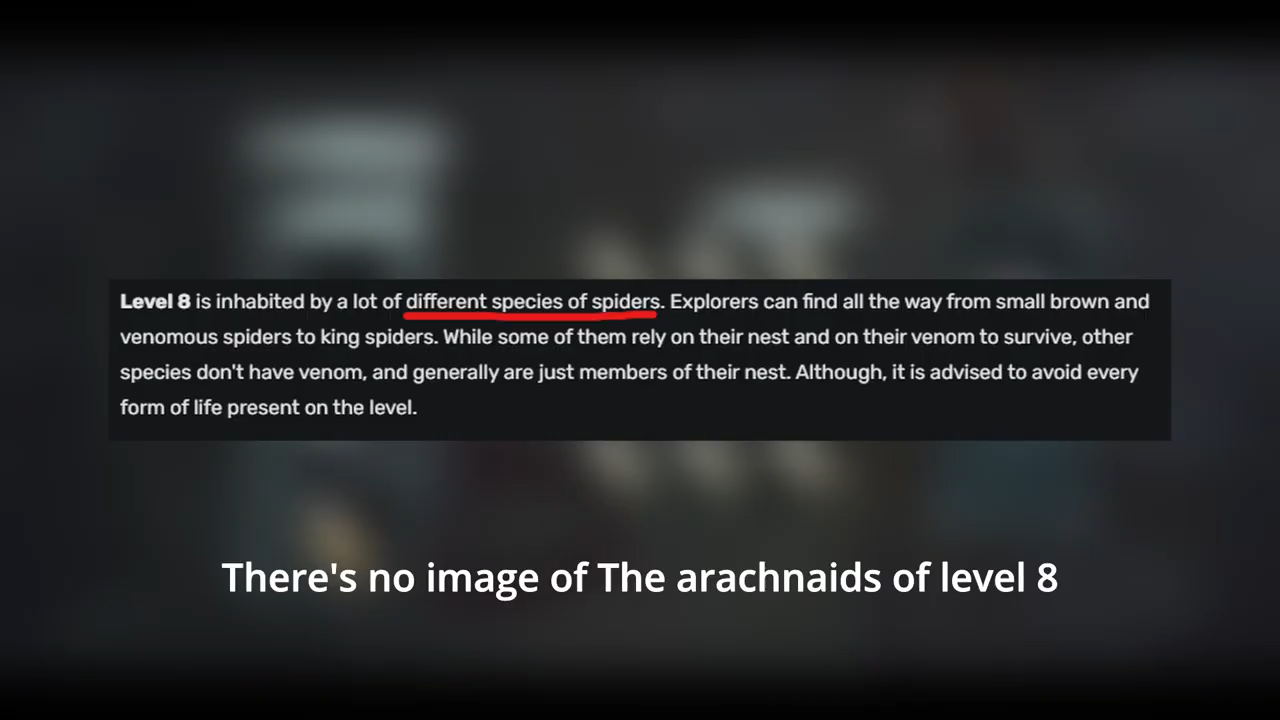 Level 8 is inhabited by a lot of different species of spiders. Explorers can find all the way from small brown and
venomous spiders to king spiders. While some of them rely on their nest and on their venom to survive, other
species don't have venom, and generally are just members of their nest. Although, it is advised to avoid every
form of life present on the level.
There's no image of The arachnaids of level 8